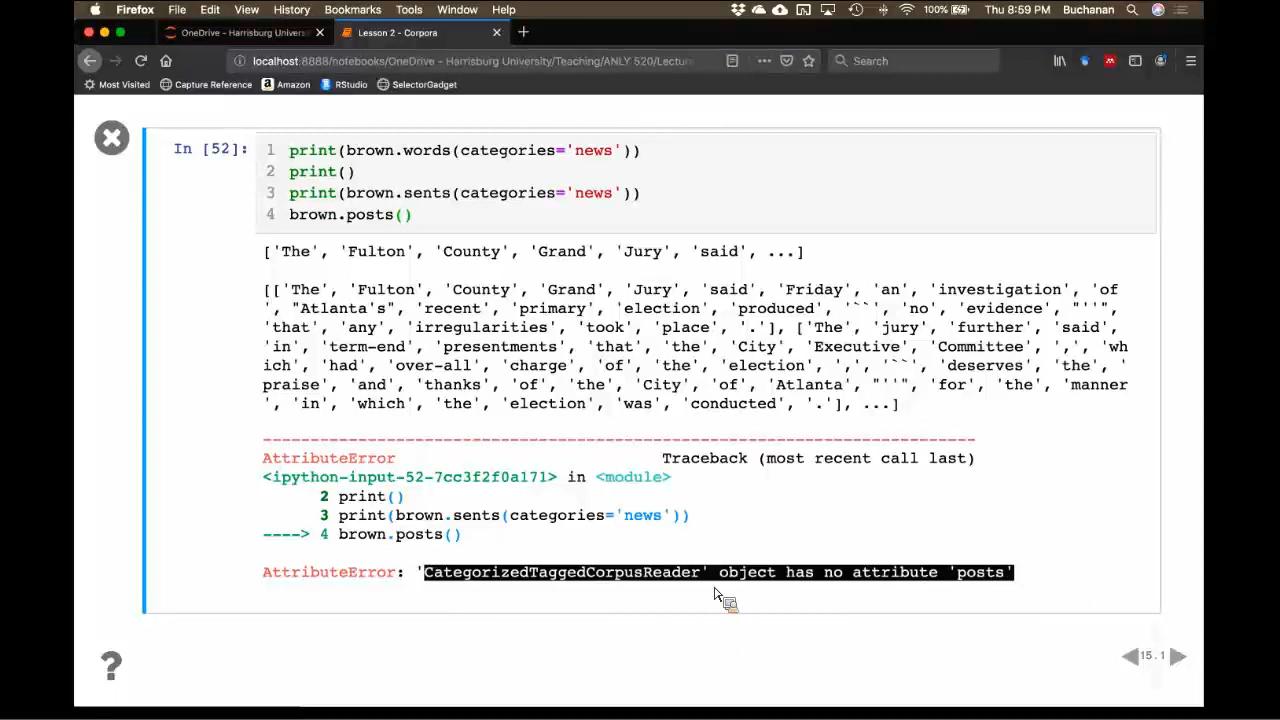 Firefox File Edit View History Bookmarks Tools Window Help 100% Thu 8:59 PM Buchanan
OneDrive - Harrisburg Univers × Lesson 2 - Corpora × +
localhost:8888/notebooks/OneDrive - Harrisburg University/Teaching/ANLY 520/Lectur ••• Search
Most Visited Capture Reference Amazon RStudio SelectorGadget
In [52]: 1 print(brown.words(categories='news'))
2 print()
3 print(brown.sents(categories='news'))
4 brown.posts()
['The', 'Fulton', 'County', 'Grand', 'Jury', 'said', ...]
[['The', 'Fulton', 'County', 'Grand', 'Jury', 'said', 'Friday', 'an', 'investigation', 'of
', "Atlanta's", 'recent', 'primary', 'election', 'produced', '``', 'no', 'evidence', "''",
'that', 'any', 'irregularities', 'took', 'place', '.'], ['The', 'jury', 'further', 'said',
'in', 'term-end', 'presentments', 'that', 'the', 'City', 'Executive', 'Committee', ',', 'wh
ich', 'had', 'over-all', 'charge', 'of', 'the', 'election', ',', '``', 'deserves', 'the', '
praise', 'and', 'thanks', 'of', 'the', 'City', 'of', 'Atlanta', "''", 'for', 'the', 'manner
', 'in', 'which', 'the', 'election', 'was', 'conducted', '.'], ...]
---------------------------------------------------------------------------
AttributeError Traceback (most recent call last)
<ipython-input-52-7cc3f2f0a171> in <module>
2 print()
3 print(brown.sents(categories='news'))
----> 4 brown.posts()
AttributeError: 'CategorizedTaggedCorpusReader' object has no attribute 'posts'
?
15.1